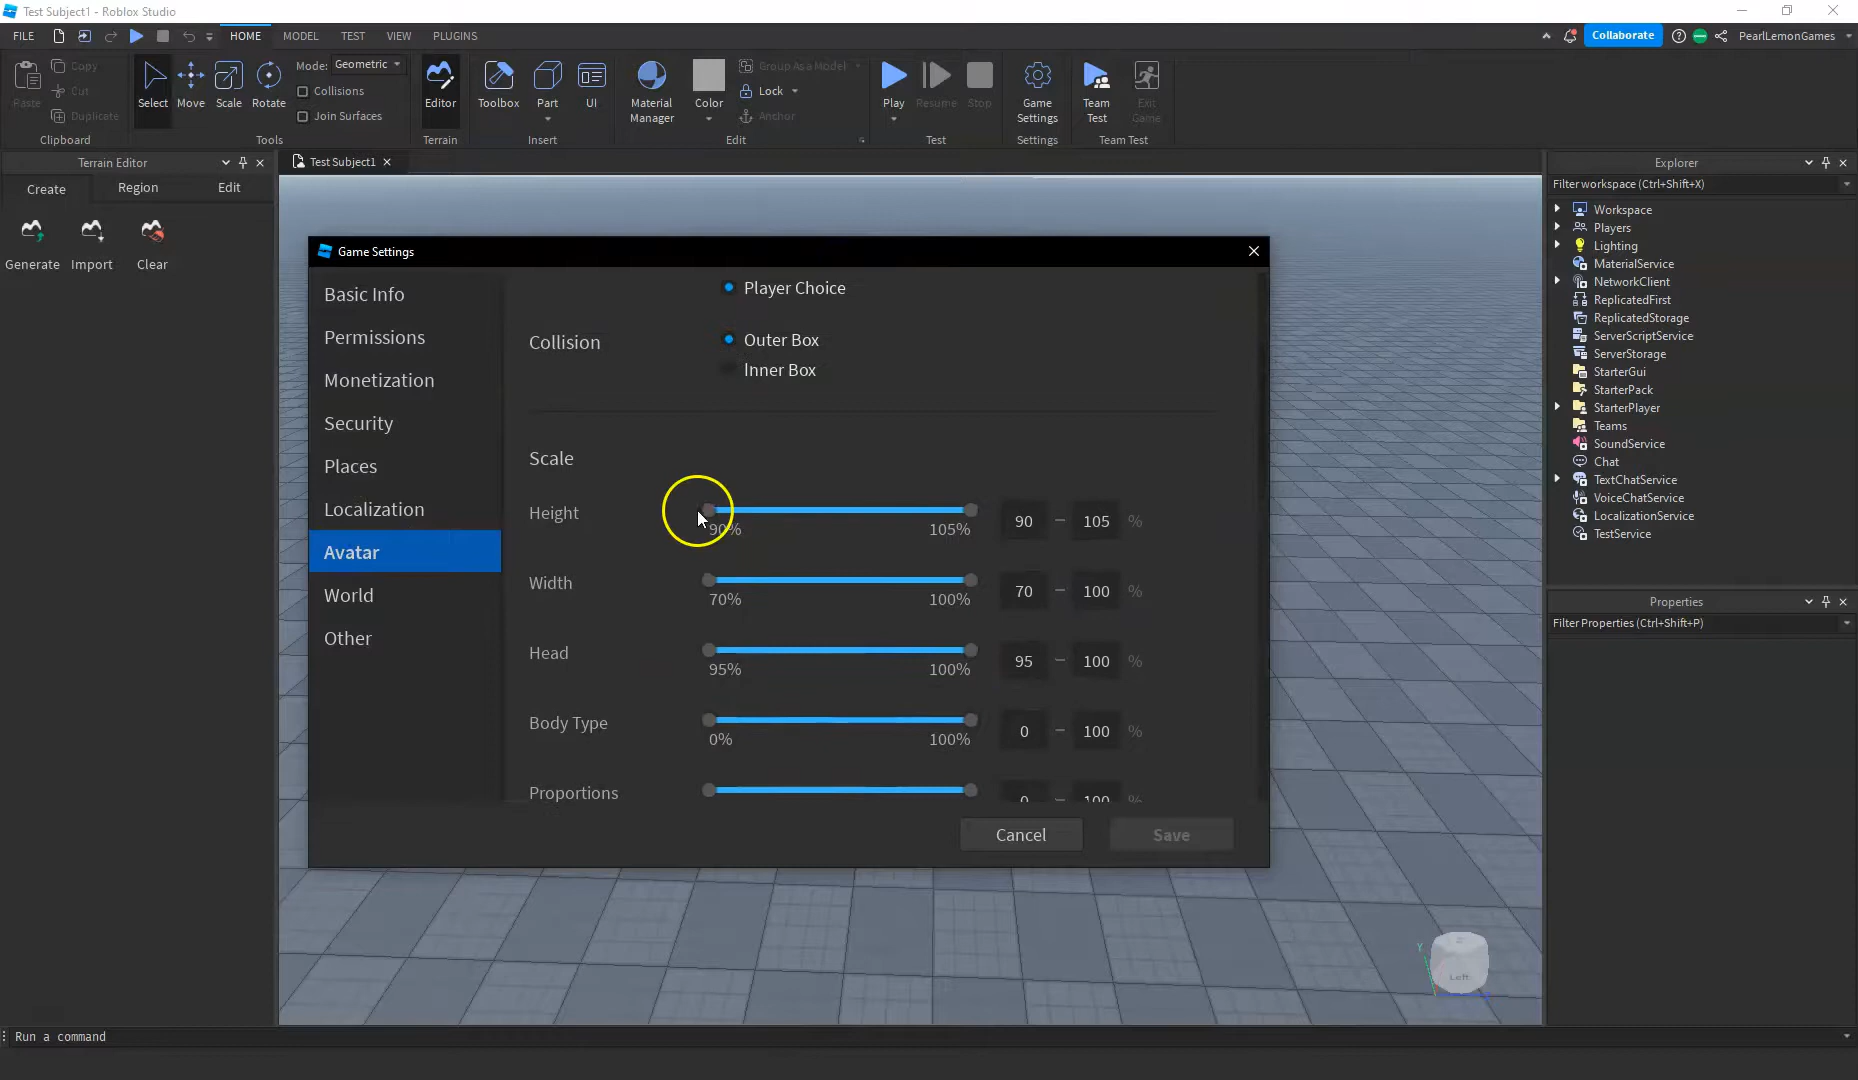 Test Subject1 - Roblox Studio
FILE
HOME
MODEL
TEST
VIEW
PLUGINS
Collaborate
PearlLemonGames
Paste
Copy
Cut
Duplicate
Clipboard
Select
Move
Scale
Rotate
Mode:
Geometric
Collisions
Join Surfaces
Tools
Editor
Terrain
Toolbox
Part
UI
Insert
Material
Manager
Color
Group As a Model
Lock
Anchor
Edit
Play
Resume
Stop
Test
Game
Settings
Settings
Team
Test
Exit
Game
Team Test
Terrain Editor
Create
Region
Edit
Generate
Import
Clear
Test Subject1
Game Settings
Basic Info
Permissions
Monetization
Security
Places
Localization
Avatar
World
Other
Player Choice
Collision
Outer Box
Inner Box
Scale
Height
90%
105%
90 – 105 %
Width
70%
100%
70 – 100 %
Head
95%
100%
95 – 100 %
Body Type
0%
100%
0 – 100 %
Proportions
0 – 100 %
Cancel
Save
Explorer
Filter workspace (Ctrl+Shift+X)
Workspace
Players
Lighting
MaterialService
NetworkClient
ReplicatedFirst
ReplicatedStorage
ServerScriptService
ServerStorage
StarterGui
StarterPack
StarterPlayer
Teams
SoundService
Chat
TextChatService
VoiceChatService
LocalizationService
TestService
Properties
Filter Properties (Ctrl+Shift+P)
Y
Left
Run a command